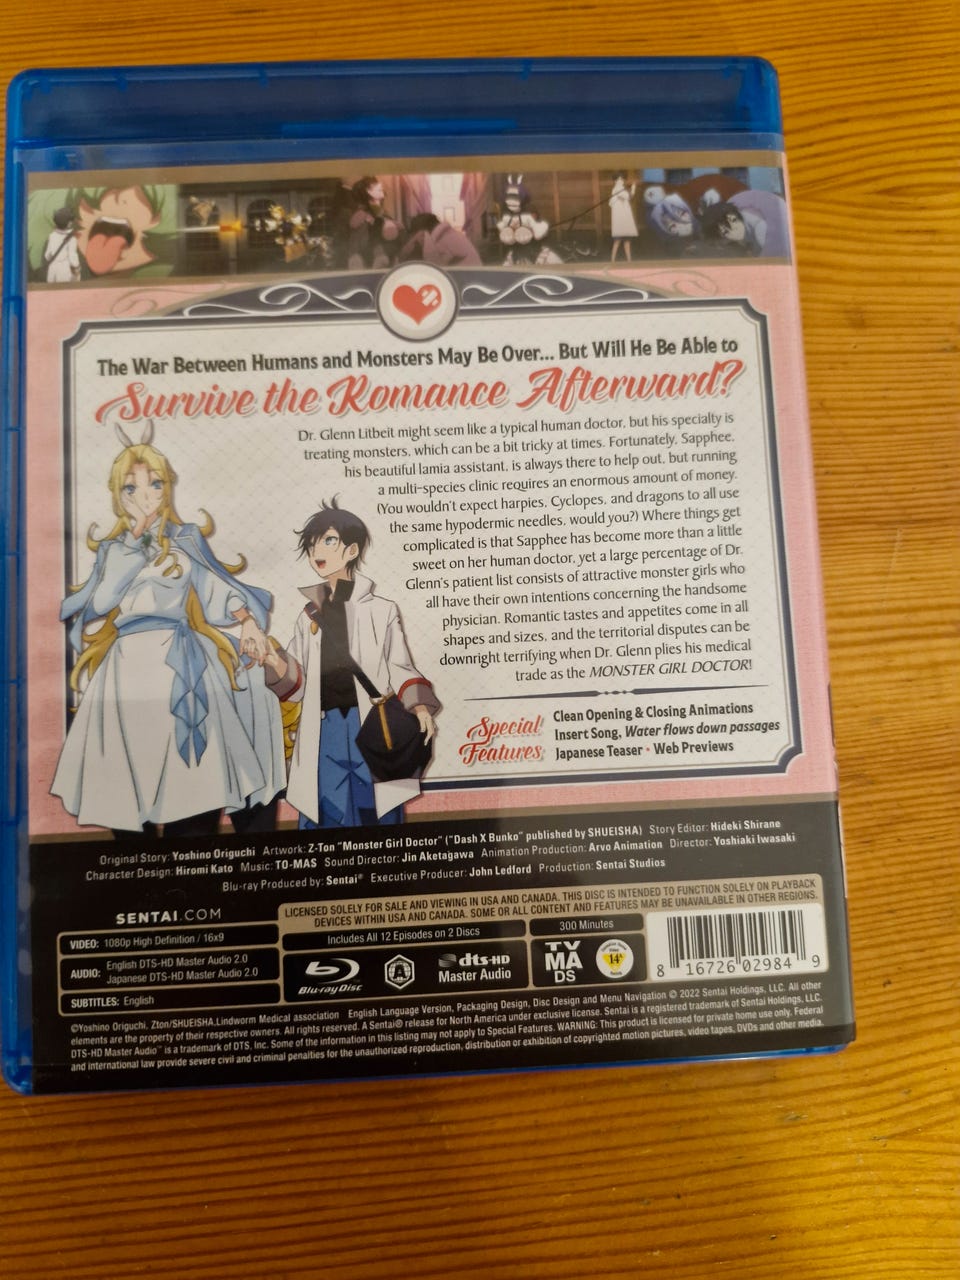 The War Between Humans and Monsters May Be Over... But Will He Be Able to
Survive the Romance Afterward?
Dr. Glenn Litbeit might seem like a typical human doctor, but his specialty is
treating monsters, which can be a bit tricky at times. Fortunately, Sapphee,
his beautiful lamia assistant, is always there to help out, but running
a multi-species clinic requires an enormous amount of money.
(You wouldn't expect harpies, Cyclopes, and dragons to all use
the same hypodermic needles, would you?) Where things get
complicated is that Sapphee has become more than a little
sweet on her human doctor, yet a large percentage of Dr.
Glenn's patient list consists of attractive monster girls who
all have their own intentions concerning the handsome
physician. Romantic tastes and appetites come in all
shapes and sizes, and the territorial disputes can be
downright terrifying when Dr. Glenn plies his medical
trade as the MONSTER GIRL DOCTOR!
Special Features:
Clean Opening & Closing Animations
Insert Song, Water flows down passages
Japanese Teaser • Web Previews
Original Story: Yoshino Origuchi Artwork: Z-Ton "Monster Girl Doctor" ("Dash X Bunko" published by SHUEISHA) Story Editor: Hideki Shirane
Character Design: Hiromi Kato Music: TO-MAS Sound Director: Jin Aketagawa Animation Production: Arvo Animation Director: Yoshiaki Iwasaki
Blu-ray Produced by: Sentai® Executive Producer: John Ledford Production: Sentai Studios
SENTAI.COM
LICENSED SOLELY FOR SALE AND VIEWING IN USA AND CANADA. THIS DISC IS INTENDED TO FUNCTION SOLELY ON PLAYBACK
DEVICES WITHIN USA AND CANADA. SOME OR ALL CONTENT AND FEATURES MAY BE UNAVAILABLE IN OTHER REGIONS.
VIDEO: 1080p High Definition / 16x9
AUDIO: English DTS-HD Master Audio 2.0
Japanese DTS-HD Master Audio 2.0
SUBTITLES: English
Includes All 12 Episodes on 2 Discs
300 Minutes
Blu-ray Disc
A
dts-HD
Master Audio
TV
MA
DS
14A
8 16726 02984 9
©Yoshino Origuchi, Zton/SHUEISHA,Lindworm Medical association English Language Version, Packaging Design, Disc Design and Menu Navigation © 2022 Sentai Holdings, LLC. All other
elements are the property of their respective owners. All rights reserved. A Sentai® release for North America under exclusive license. Sentai is a registered trademark of Sentai Holdings, LLC.
DTS-HD Master Audio™ is a trademark of DTS, Inc. Some of the information in this listing may not apply to Special Features. WARNING: This product is licensed for private home use only. Federal
and international law provide severe civil and criminal penalties for the unauthorized reproduction, distribution or exhibition of copyrighted motion pictures, video tapes, DVDs and other media.